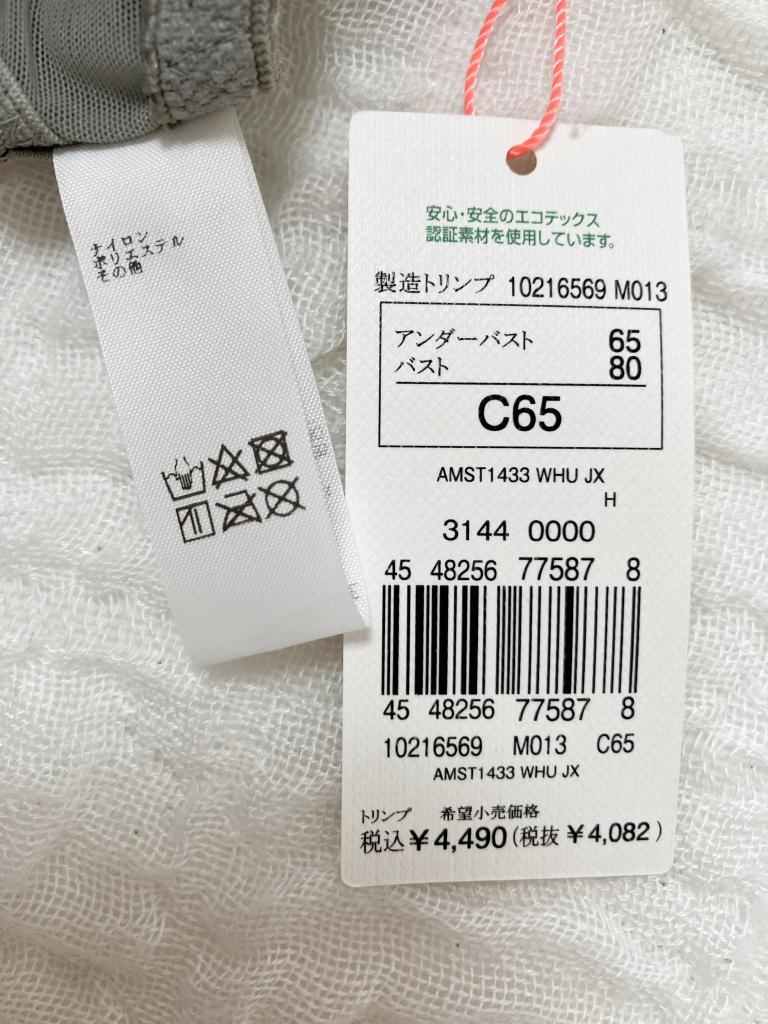 ナイロン
ポリエステル
その他
安心・安全のエコテックス
認証素材を使用しています。
製造トリンプ 10216569 M013
アンダーバスト 65
バスト 80
C65
AMST1433 WHU JX
H
3144 0000
45 48256 77587 8
45 48256 77587 8
10216569 M013 C65
AMST1433 WHU JX
トリンプ 希望小売価格
税込￥4,490(税抜￥4,082)